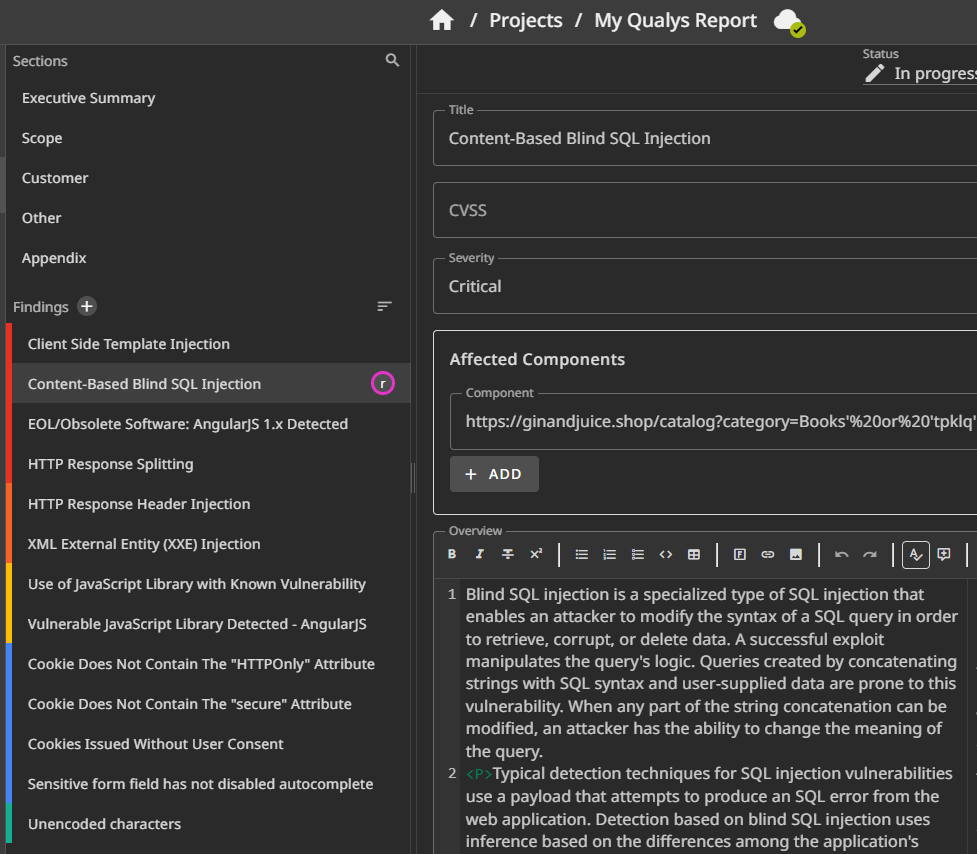 / Projects / My Qualys Report
Sections
Executive Summary
Scope
Customer
Other
Appendix
Findings
Client Side Template Injection
Content-Based Blind SQL Injection r
EOL/Obsolete Software: AngularJS 1.x Detected
HTTP Response Splitting
HTTP Response Header Injection
XML External Entity (XXE) Injection
Use of JavaScript Library with Known Vulnerability
Vulnerable JavaScript Library Detected - AngularJS
Cookie Does Not Contain The "HTTPOnly" Attribute
Cookie Does Not Contain The "secure" Attribute
Cookies Issued Without User Consent
Sensitive form field has not disabled autocomplete
Unencoded characters
Status
In progress
Title
Content-Based Blind SQL Injection
CVSS
Severity
Critical
Affected Components
Component
https://ginandjuice.shop/catalog?category=Books'%20or%20'tpklq'
+ ADD
Overview
1 Blind SQL injection is a specialized type of SQL injection that
enables an attacker to modify the syntax of a SQL query in order
to retrieve, corrupt, or delete data. A successful exploit
manipulates the query's logic. Queries created by concatenating
strings with SQL syntax and user-supplied data are prone to this
vulnerability. When any part of the string concatenation can be
modified, an attacker has the ability to change the meaning of
the query.
2 <P>Typical detection techniques for SQL injection vulnerabilities
use a payload that attempts to produce an SQL error from the
web application. Detection based on blind SQL injection uses
inference based on the differences among the application's